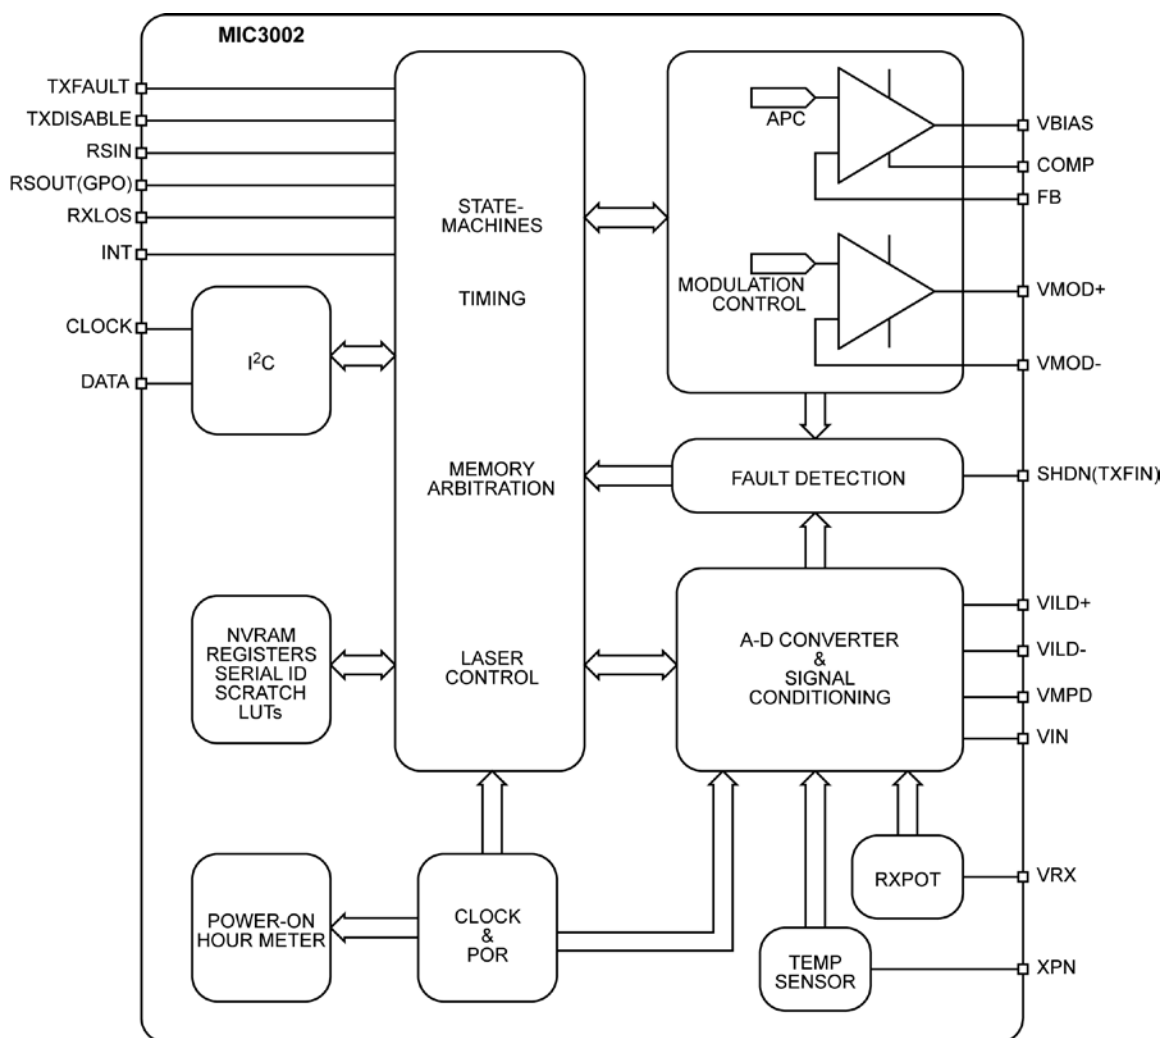 MIC3002
TXFAULT
TXDISABLE
RSIN
RSOUT(GPO)
RXLOS
INT
CLOCK
DATA
I²C
STATE-
MACHINES
TIMING
MEMORY
ARBITRATION
LASER
CONTROL
APC
MODULATION
CONTROL
VBIAS
COMP
FB
VMOD+
VMOD-
FAULT DETECTION
SHDN(TXFIN)
NVRAM
REGISTERS
SERIAL ID
SCRATCH
LUTs
A-D CONVERTER
&
SIGNAL
CONDITIONING
VILD+
VILD-
VMPD
VIN
POWER-ON
HOUR METER
CLOCK
&
POR
RXPOT
VRX
TEMP
SENSOR
XPN